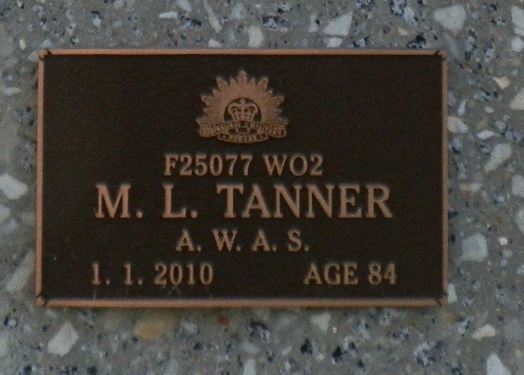 F25077 WO2
M. L. TANNER
A. W. A. S.
1. 1. 2010 AGE 84